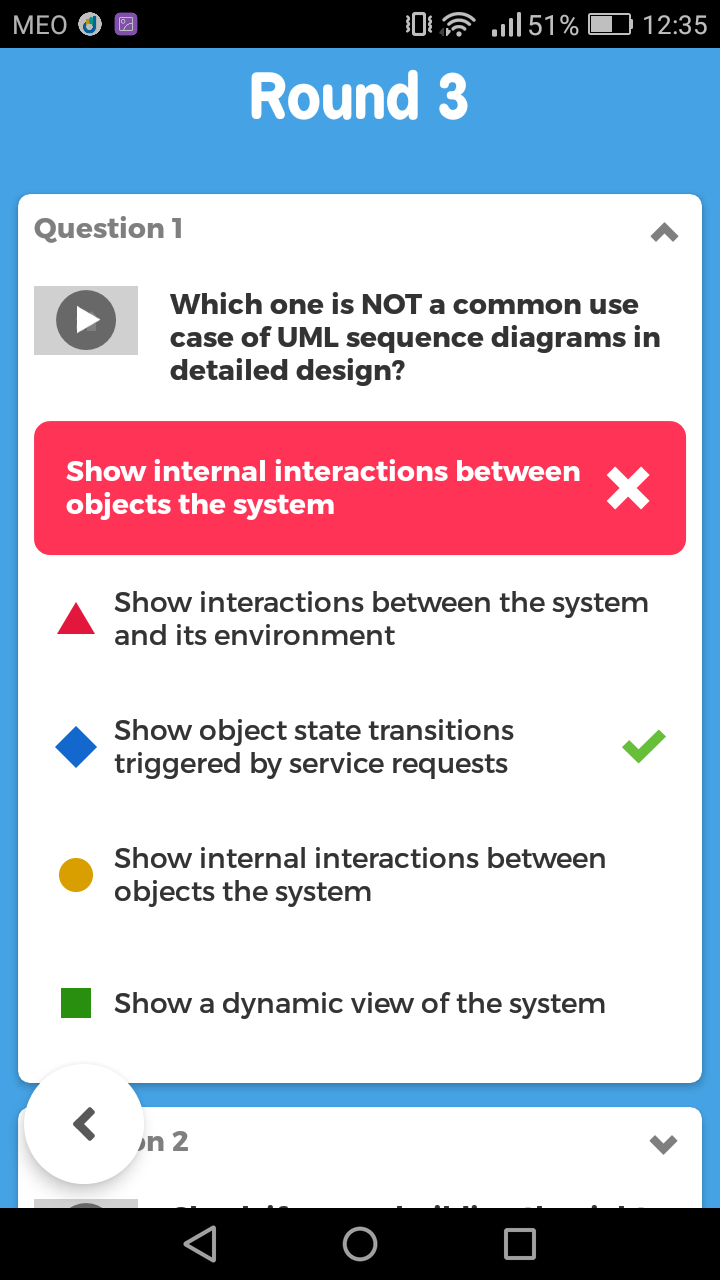 MEO 51% 12:35
Round 3
Question 1
Which one is NOT a common use
case of UML sequence diagrams in
detailed design?
Show internal interactions between
objects the system
Show interactions between the system
and its environment
Show object state transitions
triggered by service requests
Show internal interactions between
objects the system
Show a dynamic view of the system
on 2